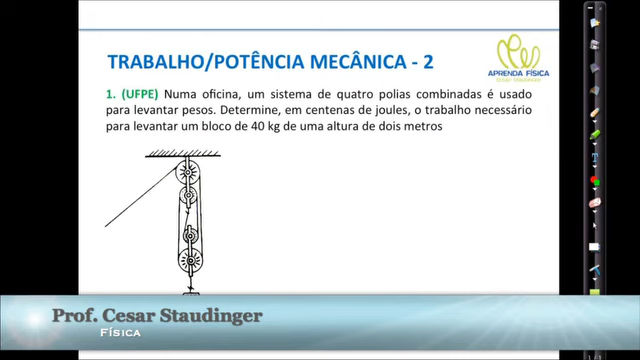 TRABALHO/POTÊNCIA MECÂNICA - 2
APRENDA FÍSICA
CESAR STAUDINGER
1. (UFPE) Numa oficina, um sistema de quatro polias combinadas é usado
para levantar pesos. Determine, em centenas de joules, o trabalho necessário
para levantar um bloco de 40 kg de uma altura de dois metros
Prof. Cesar Staudinger
Física